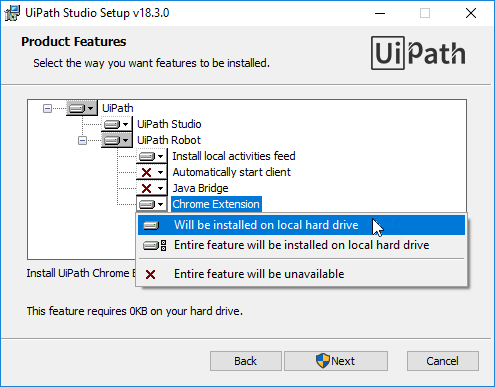 UiPath Studio Setup v18.3.0
Product Features
Select the way you want features to be installed.
UiPath
UiPath
UiPath Studio
UiPath Robot
Install local activities feed
Automatically start client
Java Bridge
Chrome Extension
Will be installed on local hard drive
Entire feature will be installed on local hard drive
Entire feature will be unavailable
Install UiPath Chrome E
This feature requires 0KB on your hard drive.
Back
Next
Cancel